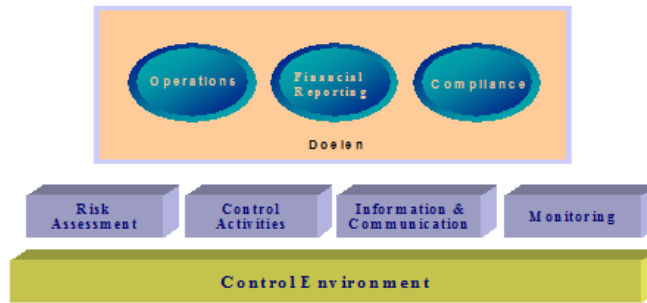 Operations
Financial
Reporting
Compliance
Doelen
Risk
Assessment
Control
Activities
Information &
Communication
Monitoring
Control Environment